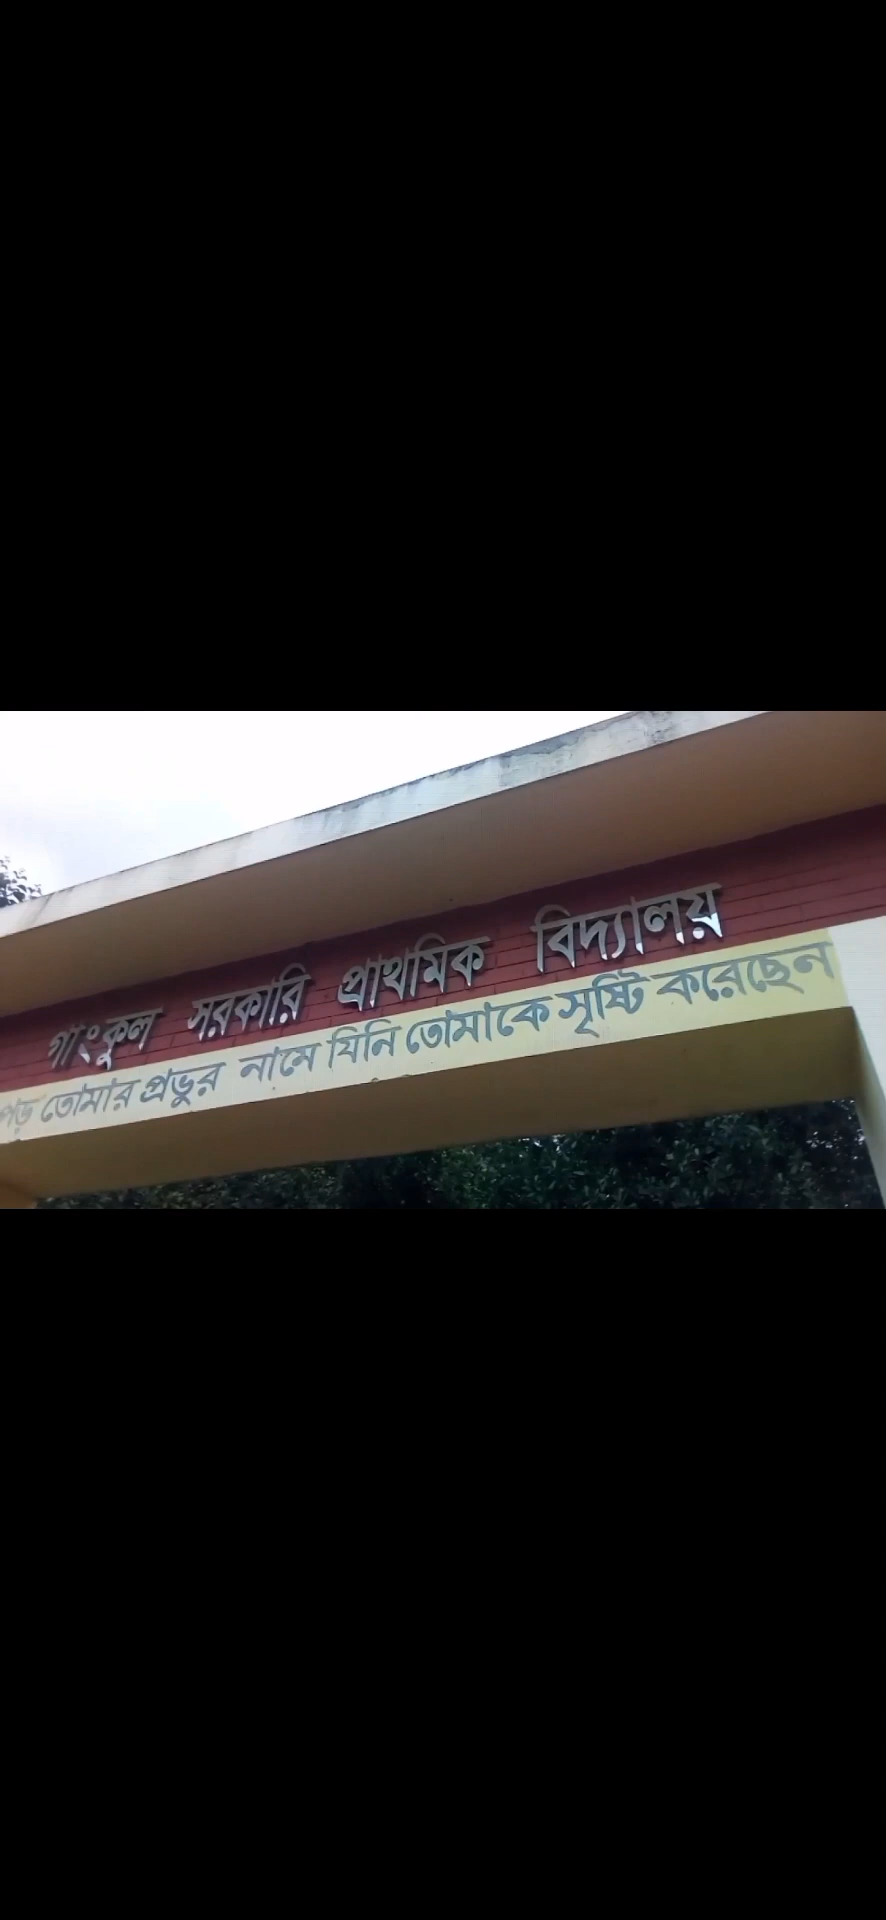 গাংকুল সরকারি প্রাথমিক বিদ্যালয়
পড় তোমার প্রভুর নামে যিনি তোমাকে সৃষ্টি করেছেন